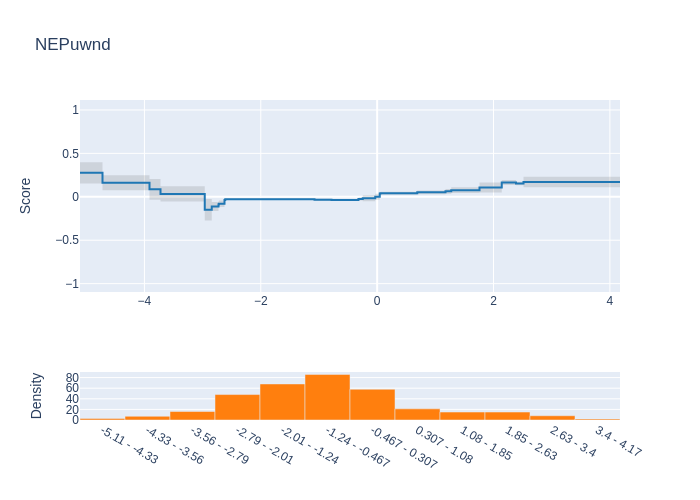 NEPuwnd
Score
1
0.5
0
−0.5
−1
−4
−2
0
2
4
Density
80
60
40
20
0
-5.11 - -4.33
-4.33 - -3.56
-3.56 - -2.79
-2.79 - -2.01
-2.01 - -1.24
-1.24 - -0.467
-0.467 - 0.307
0.307 - 1.08
1.08 - 1.85
1.85 - 2.63
2.63 - 3.4
3.4 - 4.17